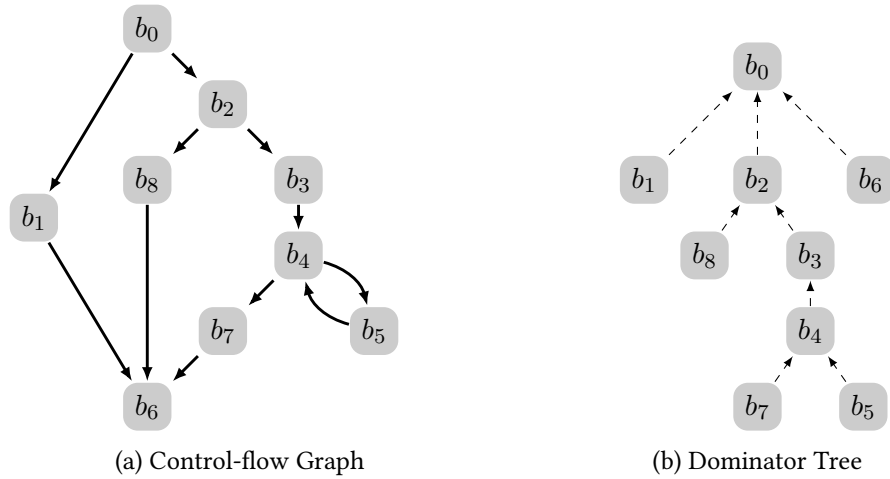 b0
b0
b2
b8
b3
b1
b2
b6
b1
b4
b8
b3
b7
b5
b4
b6
b7
b5
(a) Control-flow Graph
(b) Dominator Tree